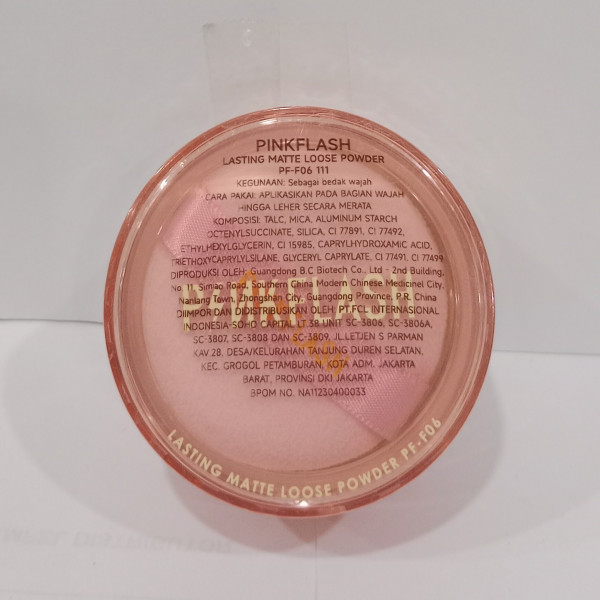 PINKFLASH
LASTING MATTE LOOSE POWDER
PF-F06 111
KEGUNAAN: Sebagai bedak wajah
CARA PAKAI: APLIKASIKAN PADA BAGIAN WAJAH
HINGGA LEHER SECARA MERATA
KOMPOSISI: TALC, MICA, ALUMINUM STARCH
OCTENYLSUCCINATE, SILICA, CI 77891, CI 77492,
ETHYLHEXYLGLYCERIN, CI 15985, CAPRYLHYDROXAMIC ACID,
TRIETHOXYCAPRYLYLSILANE, GLYCERYL CAPRYLATE, CI 77491, CI 77499
DIPRODUKSI OLEH: Guangdong B.C Biotech Co., Ltd. 2nd Building,
No. 11, Simiao Road, Southern China Modern Chinese Medicinel City,
Nanlang Town, Zhongshan City, Guangdong Province, P.R. China
DIIMPOR DAN DIDISTRIBUSIKAN OLEH: PT FCL INTERNASIONAL
INDONESIA-SOHO CAPITAL LT.38 UNIT SC-3806, SC-3806A,
SC-3807, SC-3808 DAN SC-3809, JL.LETJEN S PARMAN
KAV 28, DESA/KELURAHAN TANJUNG DUREN SELATAN,
KEC. GROGOL PETAMBURAN, KOTA ADM. JAKARTA
BARAT, PROVINSI DKI JAKARTA
BPOM NO. NA11230400033
PINKFLASH
LASTING MATTE LOOSE POWDER PF-F06